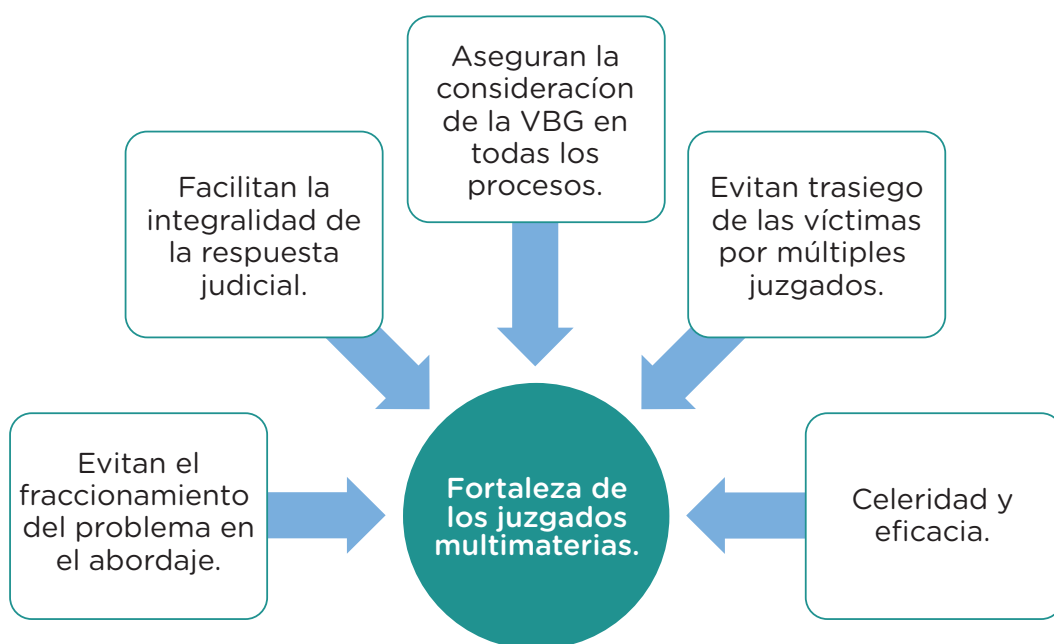 Aseguran la
consideracíon
de la VBG en
todas los
procesos.
Facilitan la
integralidad de
la respuesta
judicial.
Evitan trasiego
de las víctimas
por múltiples
juzgados.
Evitan el
fraccionamiento
del problema en
el abordaje.
Fortaleza de
los juzgados
multimaterias.
Celeridad y
eficacia.